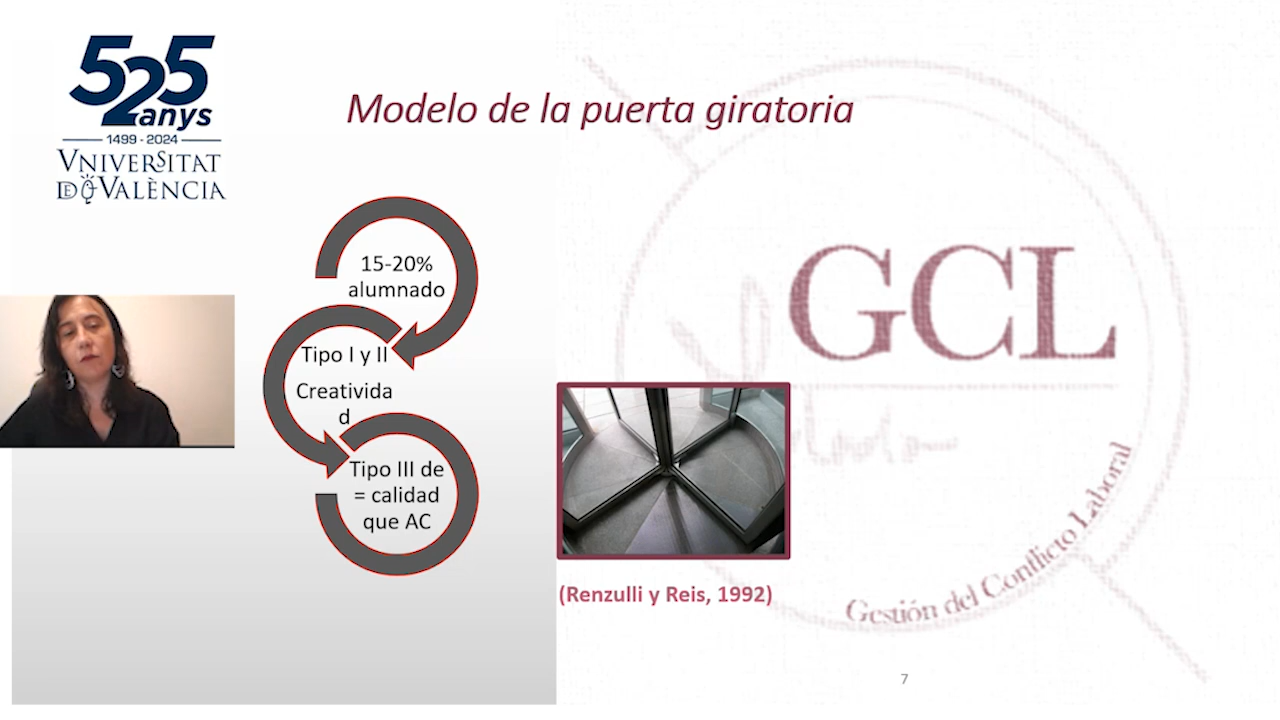 525
anys
1499 - 2024
VNIVERSITAT
DE QVALÈNCIA
Modelo de la puerta giratoria
15-20%
alumnado
Tipo I y II
Creativida
d
Tipo III de
= calidad
que AC
(Renzulli y Reis, 1992)
GCL
Gestión del Conflicto Laboral
7